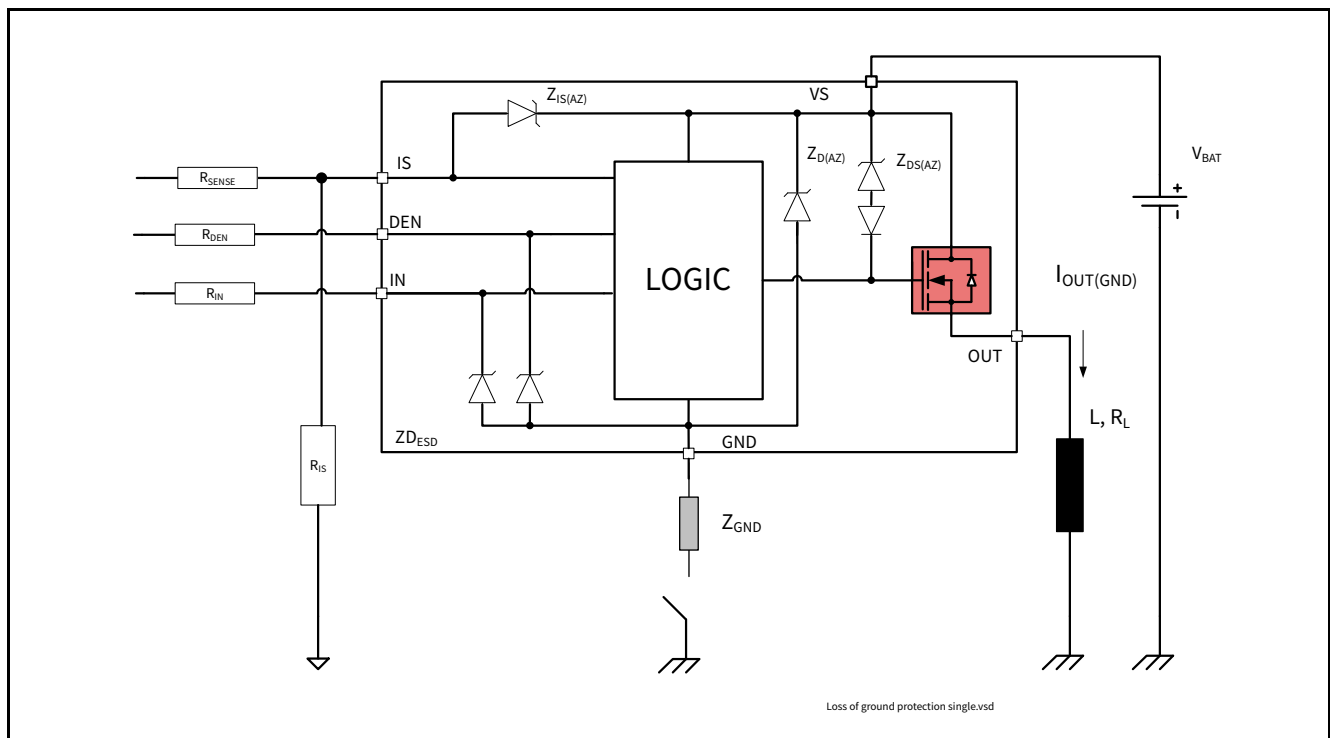 Z_IS(AZ)
VS
IS
Z_D(AZ)
Z_DS(AZ)
V_BAT
R_SENSE
DEN
R_DEN
IN
R_IN
LOGIC
I_OUT(GND)
OUT
L, R_L
ZD_ESD
GND
R_IS
Z_GND
Loss of ground protection single.vsd